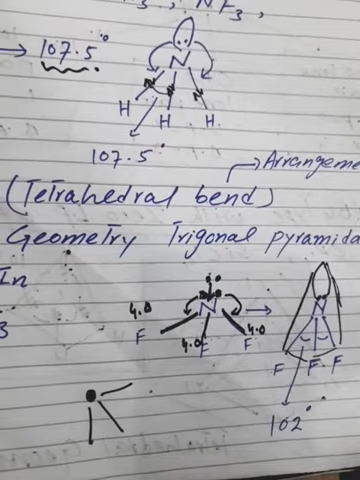 NF3,
→ 107.5°
N
H H H.
107.5°
→ Arrangeme
(Tetrahedral bend)
Geometry Trigonal pyramida
In
3
4.0 N 4.0 → N
F 4.0 F F F F F
102°